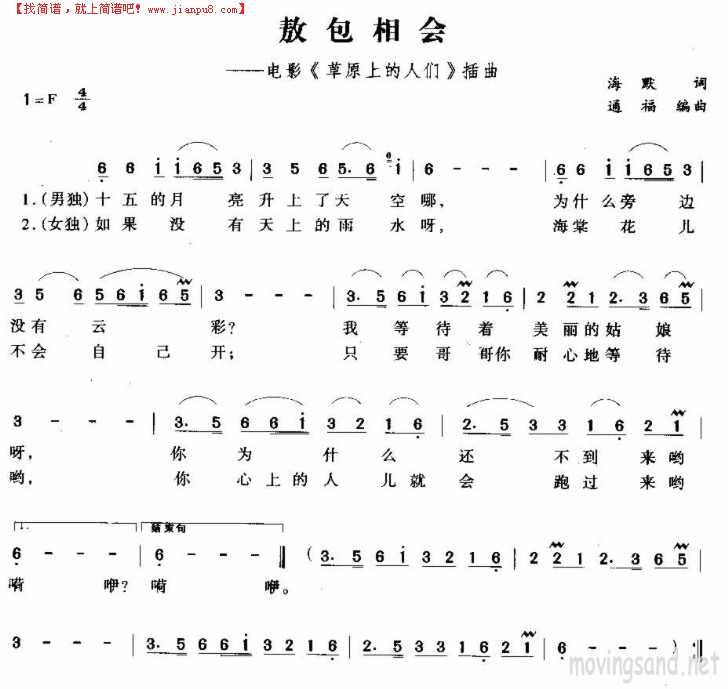 【找简谱，就上简谱吧！www.jianpu8.com】
敖包相会
——电影《草原上的人们》插曲
1=F 4/4
海默 词
通福 编曲
6 6 i i 6 5 3 | 3 5 6 5. 6 6 i | 6 - - - | 6 6 i i 6 5 3 |
1.(男独)十五的月 亮升上了天 空哪, 为什么旁边
2.(女独)如果没 有天上的雨 水呀, 海棠花儿
3 5 6 5 6 i 6 5 | 3 - - - | 3. 5 6 6 i 3 2 2 1 6 | 2 2 2 1 2. 3 6 5 |
没有云 彩? 我等待着 美丽的姑娘
不会自己开; 只要哥哥你 耐心地等待
3 - - - | 3. 5 6 6 i 3 2 1 6 | 2. 5 3 3 1 6 2 1 |
呀, 你为什么 还不到来哟
哟, 你心上的人儿就会 跑过来哟
1. 结束句
6 - - | 6 - - ‖ ( 3. 5 6 i 3 2 1 6 | 2 2 2 1 2. 3 6 5 |
嗬 咿? 嗬 咿。
3 - - - | 3. 5 6 6 i 3 2 1 6 | 2. 5 3 3 1 6 2 1 | 6 - - ) :‖
movingsand.net